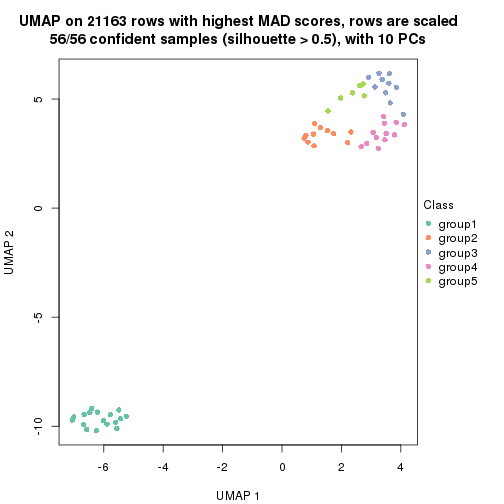 UMAP on 21163 rows with highest MAD scores, rows are scaled
56/56 confident samples (silhouette > 0.5), with 10 PCs
5
0
-5
-10
UMAP 2
-6
-4
-2
0
2
4
UMAP 1
Class
group1
group2
group3
group4
group5